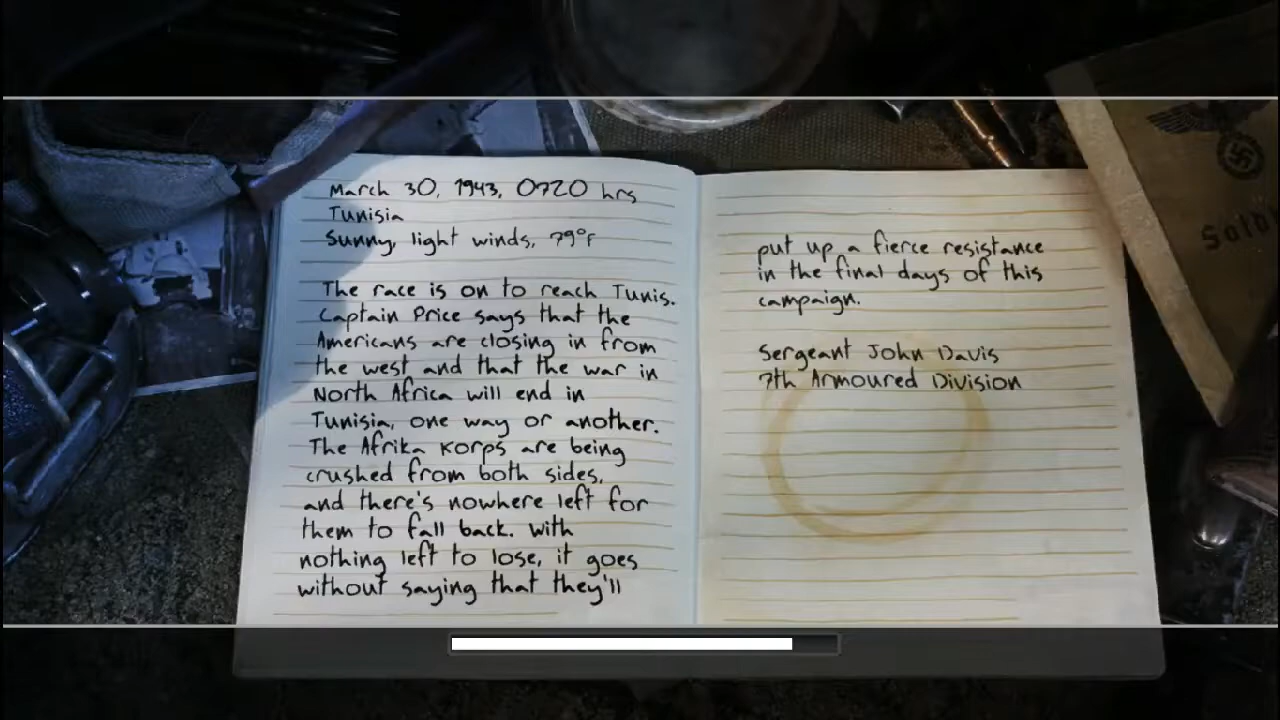 March 30, 1943, 0720 hrs
Tunisia
Sunny, light winds, 79°F
The race is on to reach Tunis.
Captain Price says that the
Americans are closing in from
the west and that the war in
North Africa will end in
Tunisia, one way or another.
The Afrika Korps are being
crushed from both sides,
and there's nowhere left for
them to fall back. With
nothing left to lose, it goes
without saying that they'll
put up a fierce resistance
in the final days of this
campaign.
Sergeant John Davis
7th Armoured Division